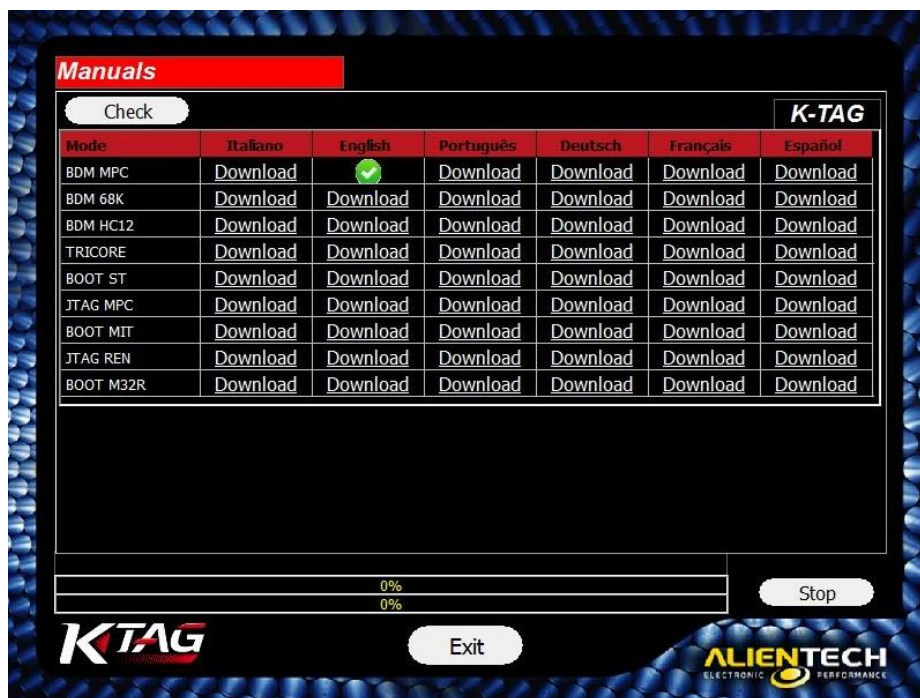 Manuals
Check
K-TAG
Mode Italiano English Português Deutsch Français Español
BDM MPC Download Download Download Download Download
BDM 68K Download Download Download Download Download Download
BDM HC12 Download Download Download Download Download Download
TRICORE Download Download Download Download Download Download
BOOT ST Download Download Download Download Download Download
JTAG MPC Download Download Download Download Download Download
BOOT MIT Download Download Download Download Download Download
JTAG REN Download Download Download Download Download Download
BOOT M32R Download Download Download Download Download Download
0%
0%
Stop
KTAG
Exit
ALIENTECH
ELECTRONIC PERFORMANCE